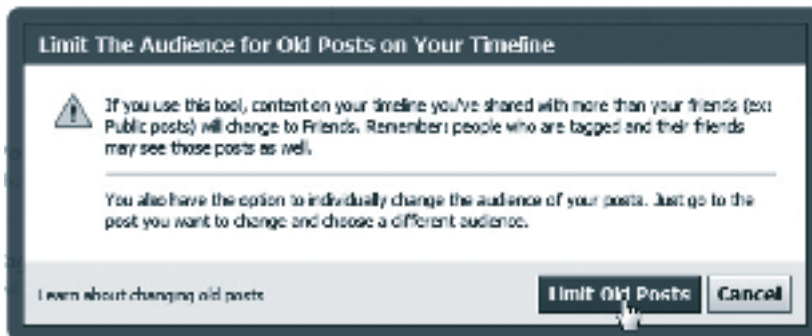 Limit The Audience for Old Posts on Your Timeline
If you use this tool, content on your timeline you've shared with more than your friends (ex:
Public posts) will change to Friends. Remember: people who are tagged and their friends
may see those posts as well.
You also have the option to individually change the audience of your posts. Just go to the
post you want to change and choose a different audience.
Learn about changing old posts
Limit Old Posts
Cancel